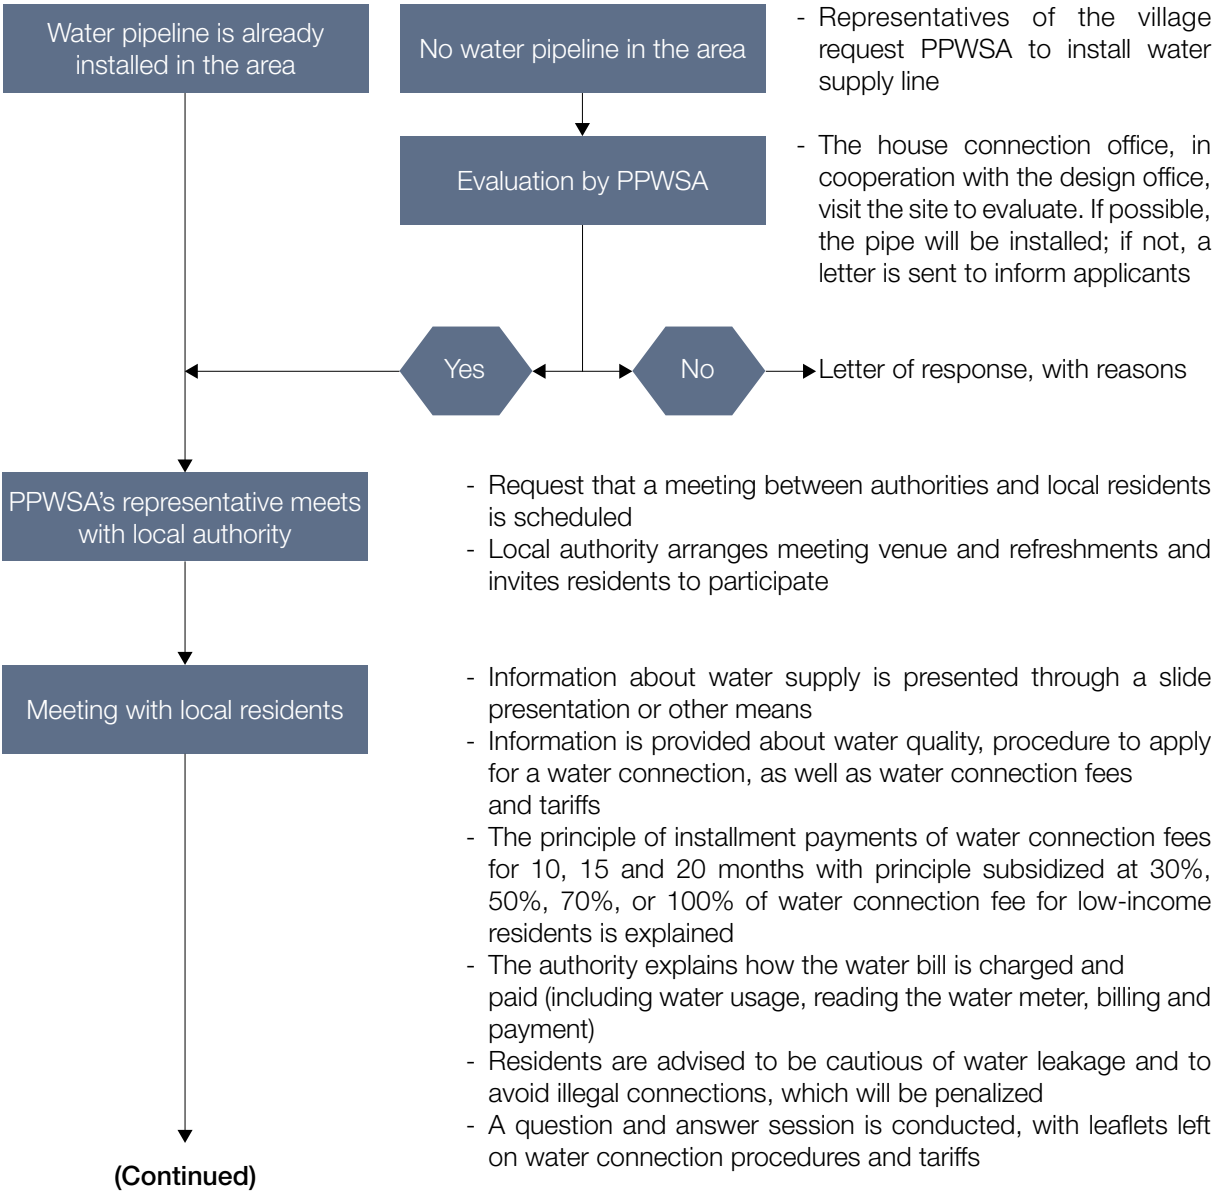 Water pipeline is already
installed in the area
No water pipeline in the area
- Representatives of the village
request PPWSA to install water
supply line
Evaluation by PPWSA
- The house connection office, in
cooperation with the design office,
visit the site to evaluate. If possible,
the pipe will be installed; if not, a
letter is sent to inform applicants
Yes
No
Letter of response, with reasons
PPWSA's representative meets
with local authority
- Request that a meeting between authorities and local residents
is scheduled
- Local authority arranges meeting venue and refreshments and
invites residents to participate
Meeting with local residents
- Information about water supply is presented through a slide
presentation or other means
- Information is provided about water quality, procedure to apply
for a water connection, as well as water connection fees
and tariffs
- The principle of installment payments of water connection fees
for 10, 15 and 20 months with principle subsidized at 30%,
50%, 70%, or 100% of water connection fee for low-income
residents is explained
- The authority explains how the water bill is charged and
paid (including water usage, reading the water meter, billing and
payment)
- Residents are advised to be cautious of water leakage and to
avoid illegal connections, which will be penalized
- A question and answer session is conducted, with leaflets left
on water connection procedures and tariffs
(Continued)